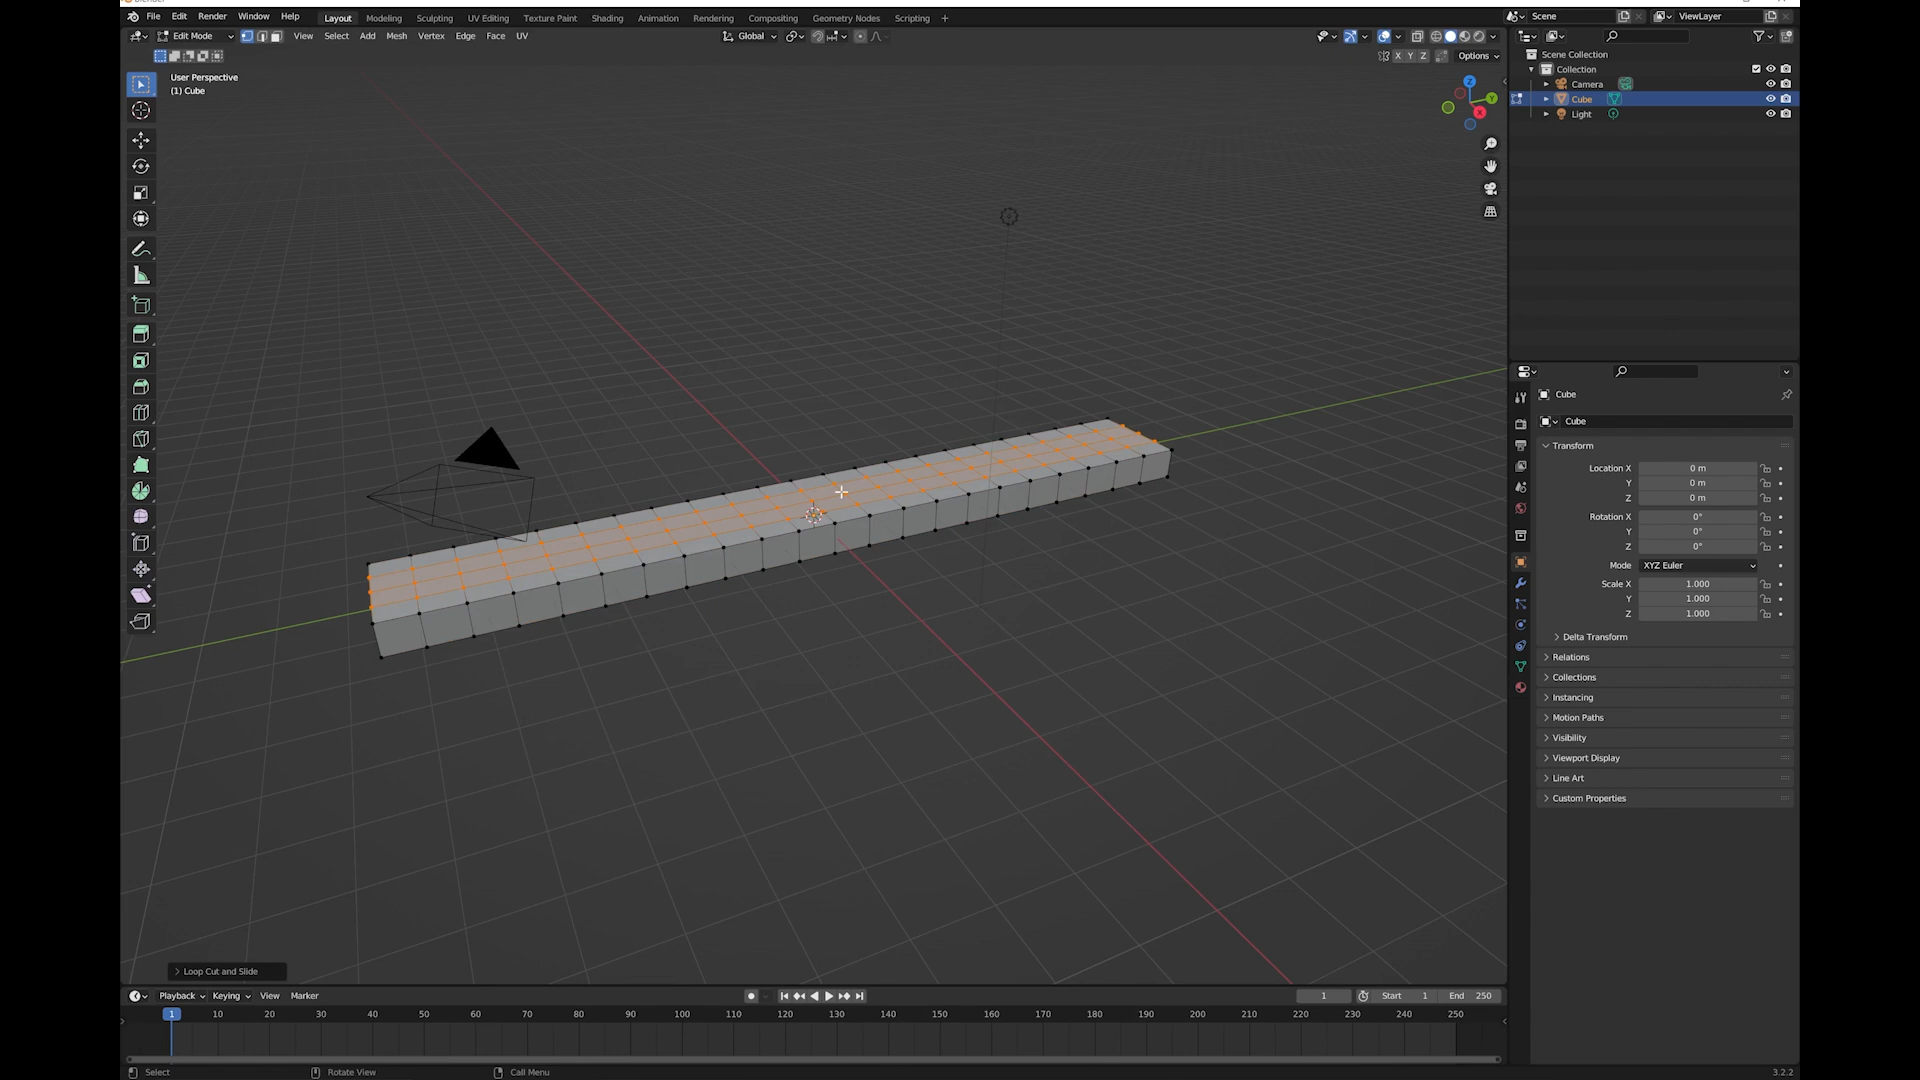 File Edit Render Window Help Layout Modeling Sculpting UV Editing Texture Paint Shading Animation Rendering Compositing Geometry Nodes Scripting + Scene ViewLayer
Edit Mode View Select Add Mesh Vertex Edge Face UV Global
X Y Z Options
User Perspective
(1) Cube
Z
Y
X
Scene Collection
Collection
Camera
Cube
Light
Cube
Cube
Transform
Location X 0 m
Y 0 m
Z 0 m
Rotation X 0°
Y 0°
Z 0°
Mode XYZ Euler
Scale X 1.000
Y 1.000
Z 1.000
Delta Transform
Relations
Collections
Instancing
Motion Paths
Visibility
Viewport Display
Line Art
Custom Properties
Loop Cut and Slide
Playback Keying View Marker 1 Start 1 End 250
1 10 20 30 40 50 60 70 80 90 100 110 120 130 140 150 160 170 180 190 200 210 220 230 240 250
Select Rotate View Call Menu 3.2.2